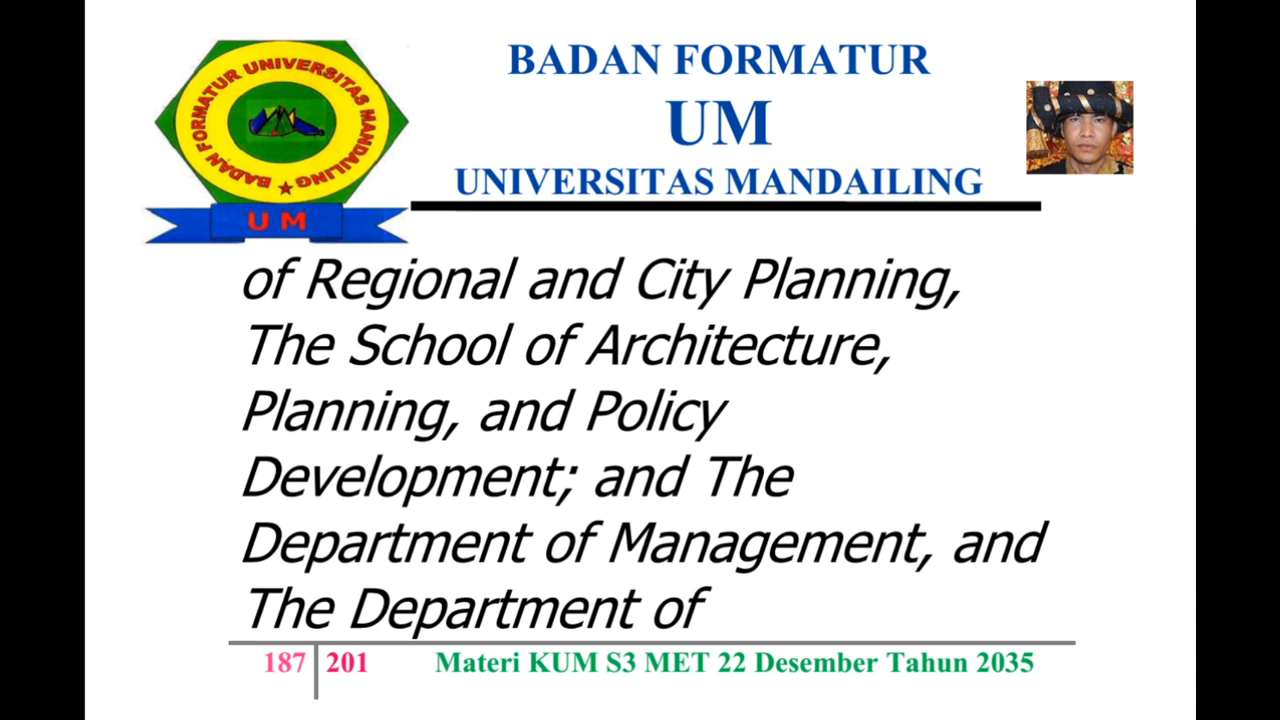 BADAN FORMATUR UNIVERSITAS MANDAILING
U M
BADAN FORMATUR
UM
UNIVERSITAS MANDAILING
of Regional and City Planning,
The School of Architecture,
Planning, and Policy
Development; and The
Department of Management, and
The Department of
187 201 Materi KUM S3 MET 22 Desember Tahun 2035